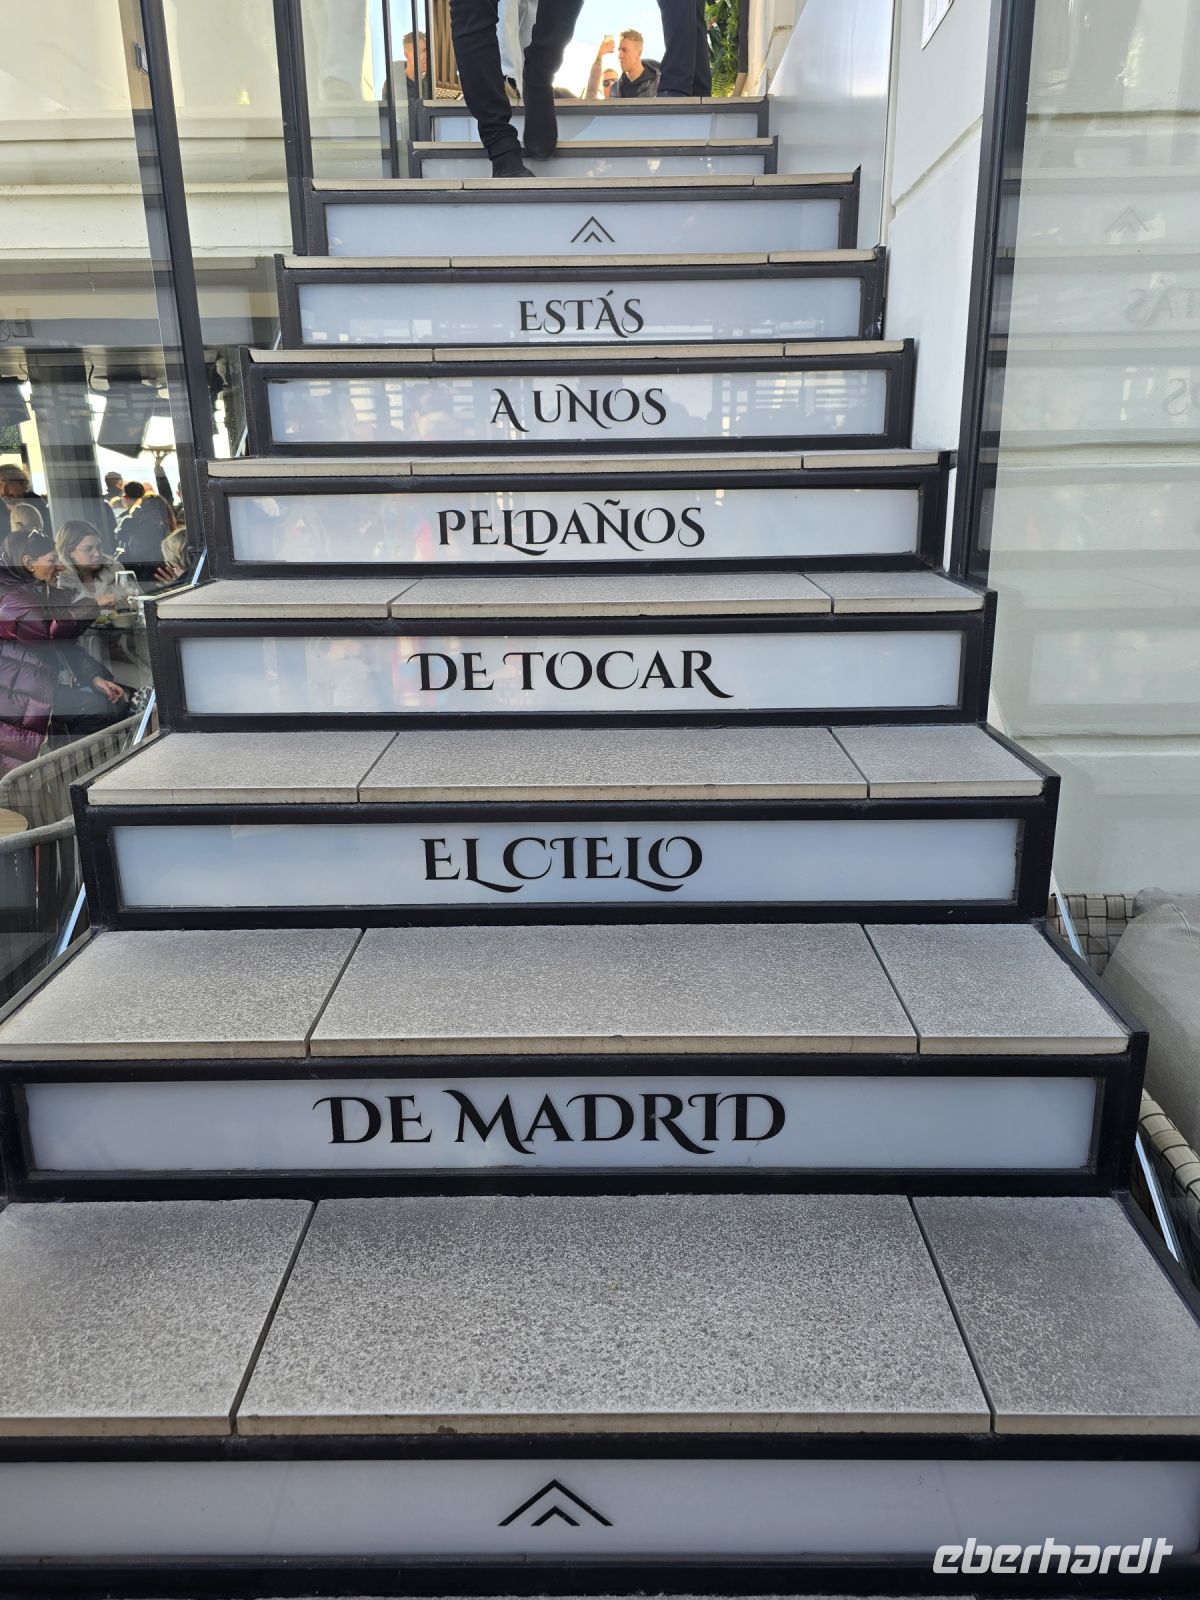 ESTÁS
A UNOS
PELDAÑOS
DE TOCAR
EL CIELO
DE MADRID
eberhardt